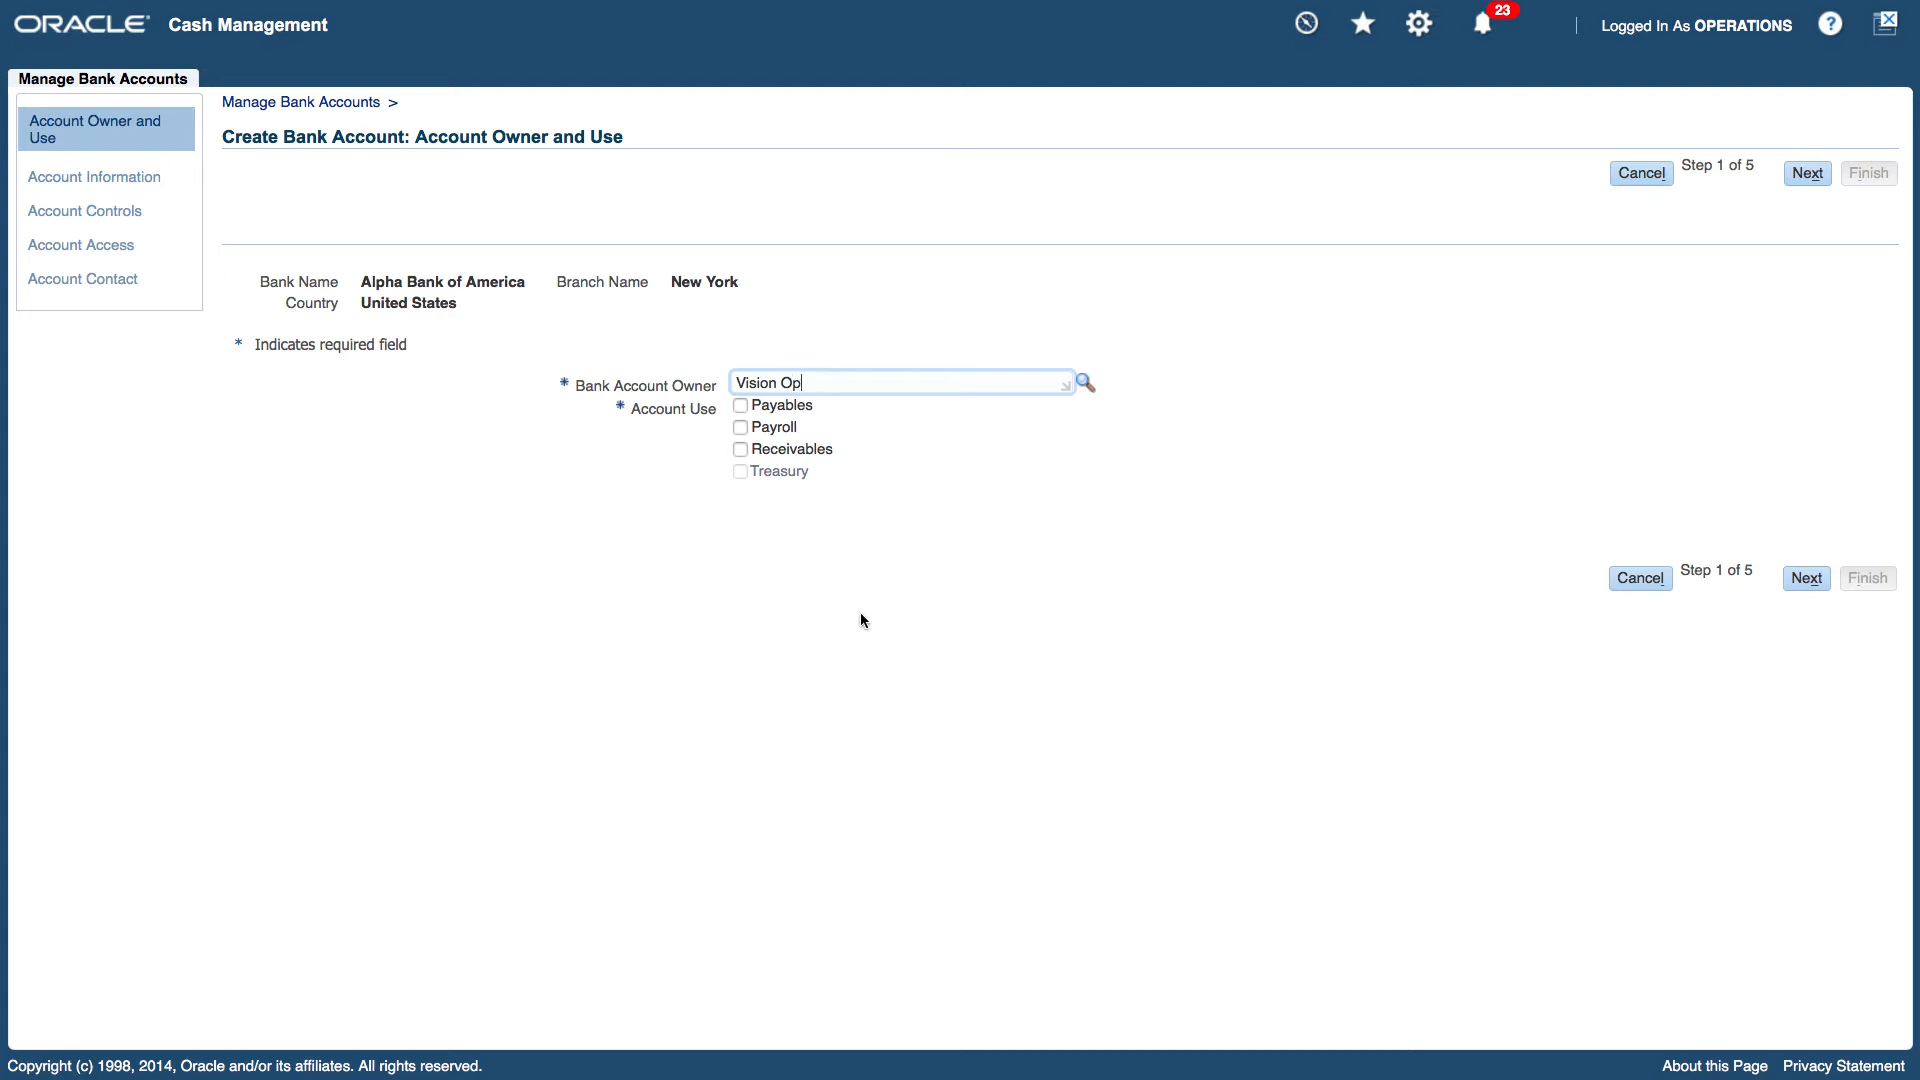 ORACLE Cash Management
23
Logged In As OPERATIONS
?
Manage Bank Accounts
Account Owner and
Use
Account Information
Account Controls
Account Access
Account Contact
Manage Bank Accounts >
Create Bank Account: Account Owner and Use
Cancel Step 1 of 5 Next Finish
Bank Name Alpha Bank of America Branch Name New York
Country United States
* Indicates required field
* Bank Account Owner Vision Op
* Account Use Payables
Payroll
Receivables
Treasury
Cancel Step 1 of 5 Next Finish
Copyright (c) 1998, 2014, Oracle and/or its affiliates. All rights reserved.
About this Page Privacy Statement